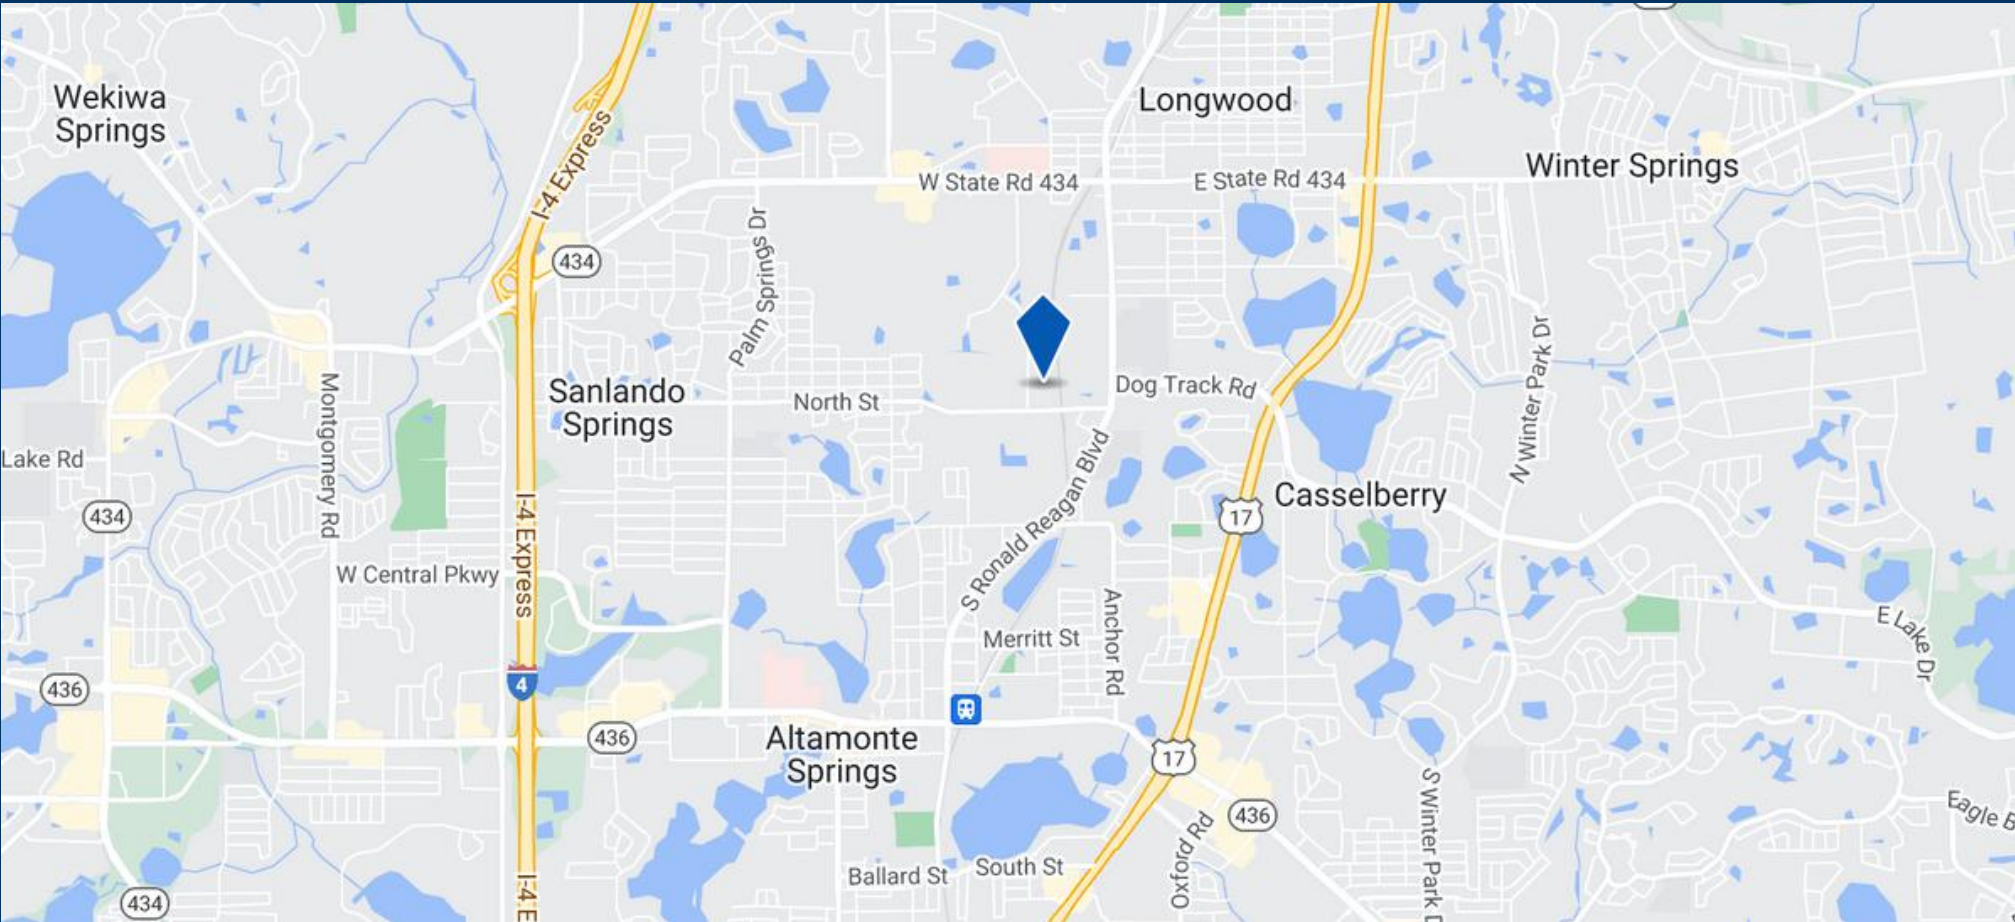 Wekiwa
Springs
Longwood
Winter Springs
I-4 Express
W State Rd 434
E State Rd 434
434
Palm Springs Dr
Sanlando
Springs
North St
Dog Track Rd
N Winter Park Dr
Montgomery Rd
Lake Rd
434
I-4 Express
S Ronald Reagan Blvd
17
Casselberry
W Central Pkwy
Anchor Rd
Merritt St
E Lake Dr
436
4
436
Altamonte
Springs
17
436
Oxford Rd
S Winter Park D
Eagle B
Ballard St
South St
434
I-4 E